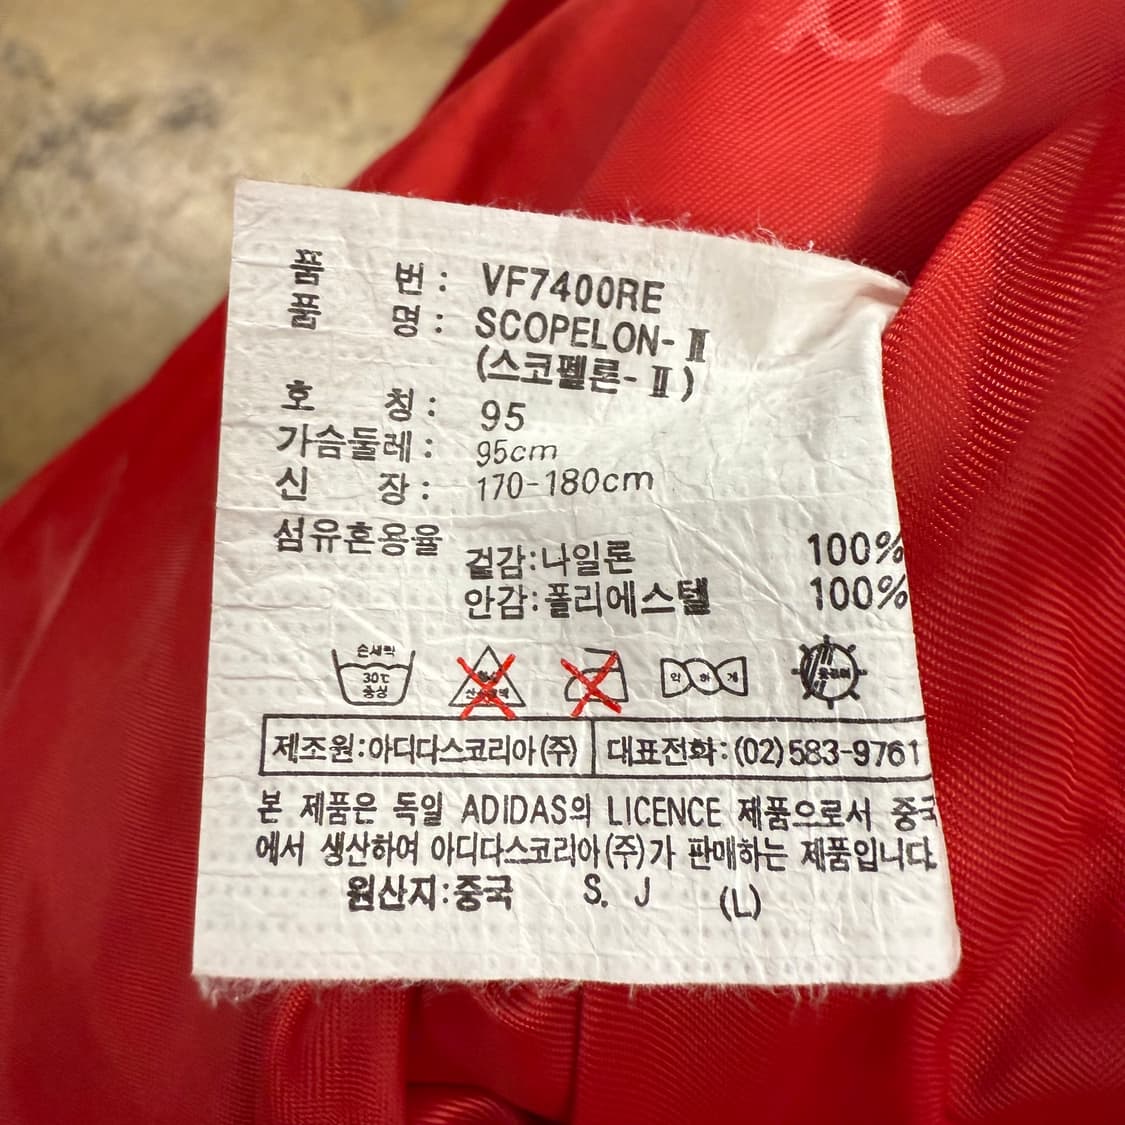 품 번 : VF7400RE
품 명 : SCOPELON-Ⅱ
(스코펠론-Ⅱ)
호 칭 : 95
가슴둘레 : 95cm
신 장 : 170-180cm
섬유혼용율
겉감:나일론 100%
안감:폴리에스텔 100%
손세탁
30℃
중성
약 하 게
제조원:아디다스코리아(주) 대표전화:(02)583-9761
본 제품은 독일 ADIDAS의 LICENCE 제품으로서 중국
에서 생산하여 아디다스코리아(주)가 판매하는 제품입니다.
원산지:중국 S. J (L)